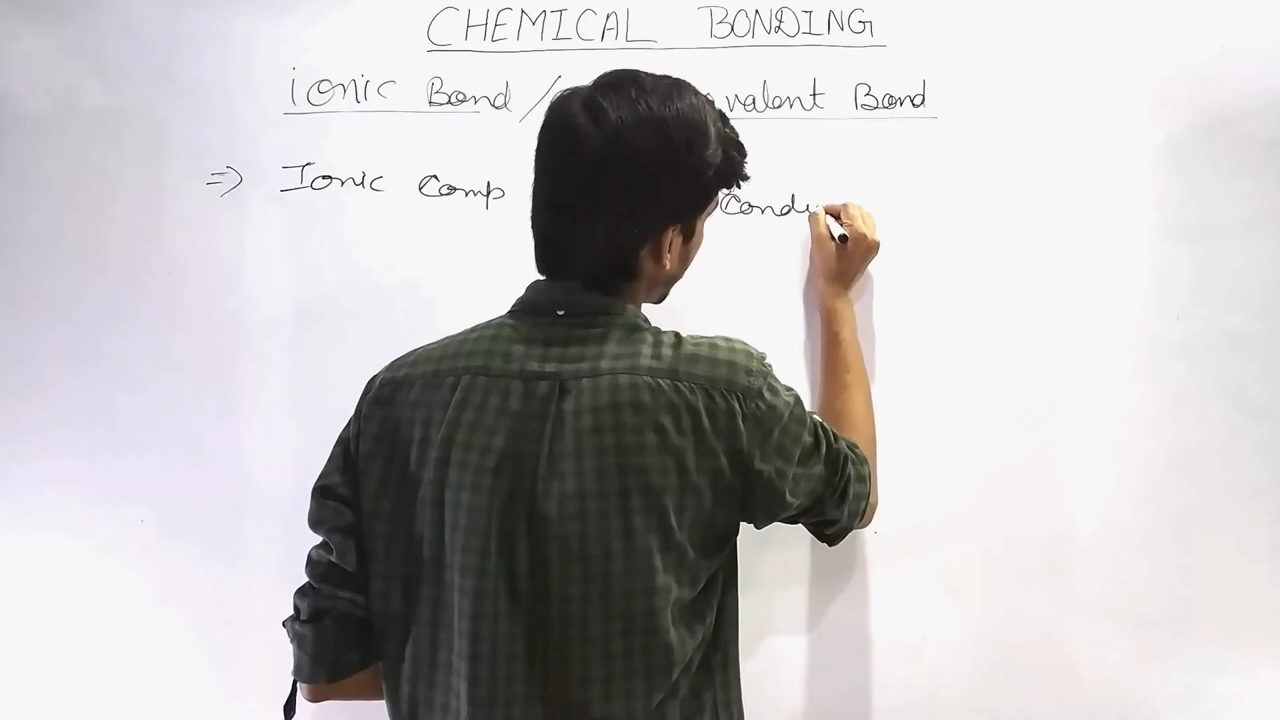 CHEMICAL BONDING
ionic Bond / valent Bond
=> Ionic Comp Condu